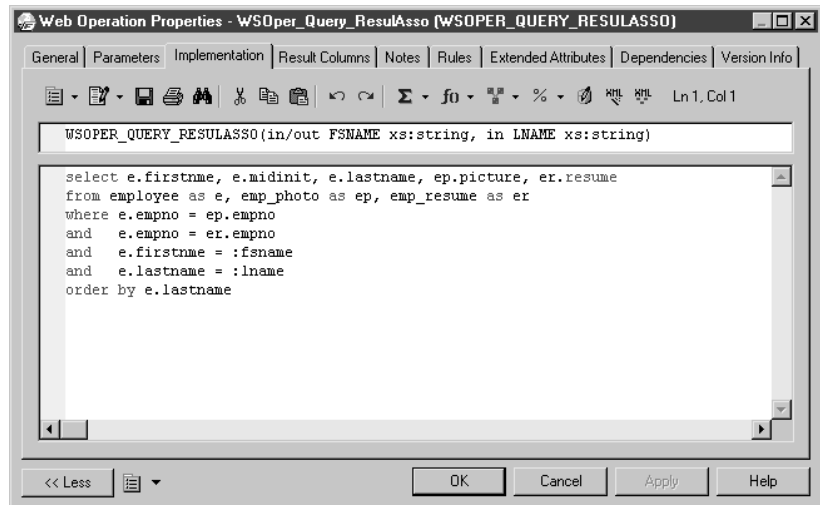 Web Operation Properties - WSOper_Query_ResulAsso (WSOPER_QUERY_RESULASSO)
General Parameters Implementation Result Columns Notes Rules Extended Attributes Dependencies Version Info
Σ f() % XML XML Ln 1, Col 1
WSOPER_QUERY_RESULASSO(in/out FSNAME xs:string, in LNAME xs:string)
select e.firstnme, e.midinit, e.lastname, ep.picture, er.resume
from employee as e, emp_photo as ep, emp_resume as er
where e.empno = ep.empno
and   e.empno = er.empno
and   e.firstnme = :fsname
and   e.lastname = :lname
order by e.lastname
<< Less OK Cancel Apply Help